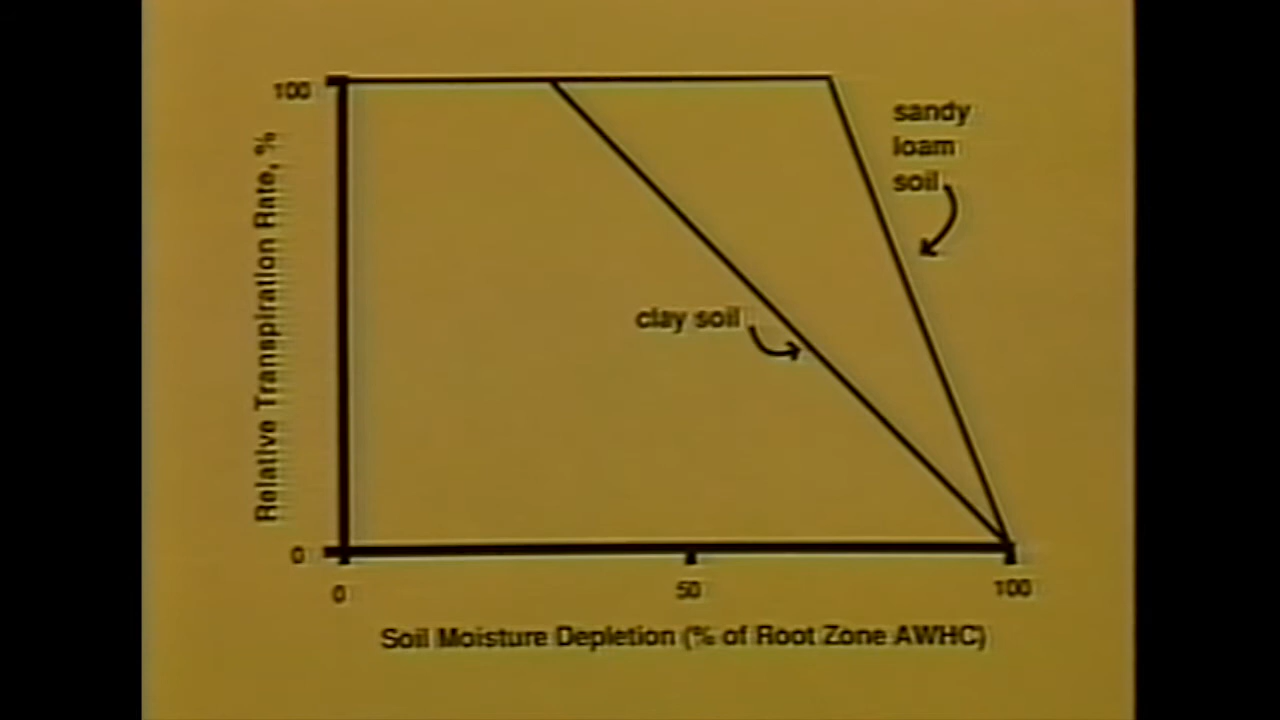 100
sandy
loam
soil
Relative Transpiration Rate, %
clay soil
0
0 50 100
Soil Moisture Depletion (% of Root Zone AWHC)